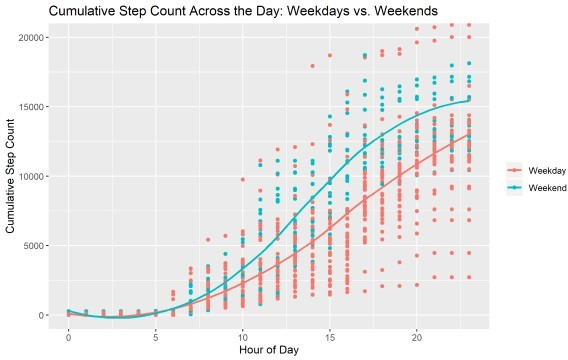 Cumulative Step Count Across the Day: Weekdays vs. Weekends
Cumulative Step Count
20000
15000
10000
5000
0
0
5
10
15
20
Hour of Day
Weekday
Weekend